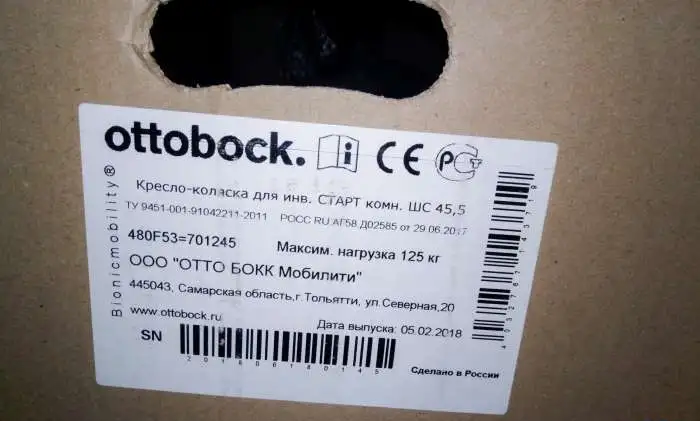 ottobock.
CE
Bionicmobility®
Кресло-коляска для инв. СТАРТ комн. ШС 45,5
ТУ 9451-001-91042211-2011 РОСС RU.АГ58.Д02585 от 29.06.2017
480F53=701245 Максим. нагрузка 125 кг
ООО "ОТТО БОКК Мобилити"
445043, Самарская область,г.Тольятти, ул.Северная,20
www.ottobock.ru Дата выпуска: 05.02.2018
SN
201806180145
Сделано в России